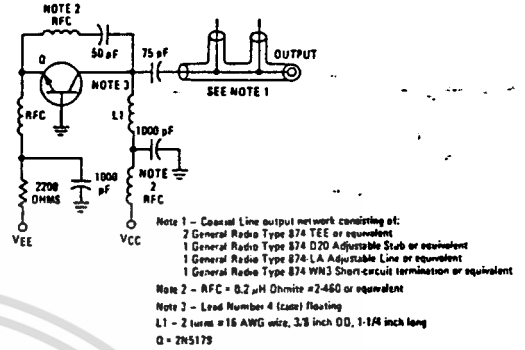 NOTE 2
RFC
50 pF
75 pF
OUTPUT
Q
NOTE 3
SEE NOTE 1
RFC
L1
1000 pF
1000
pF
NOTE
2
RFC
2200
OHMS
VEE
VCC
Note 1 – Coaxial Line output network consisting of:
2 General Radio Type 874 TEE or equivalent
1 General Radio Type 874 D20 Adjustable Stub or equivalent
1 General Radio Type 874-LA Adjustable Line or equivalent
1 General Radio Type 874 WN3 Short-circuit termination or equivalent
Note 2 – RFC = 0.2 µH Ohmite #2-460 or equivalent
Note 3 – Lead Number 4 (case) floating
L1 – 2 turns #16 AWG wire, 3/8 inch OD, 1-1/4 inch long
Q = 2N5179